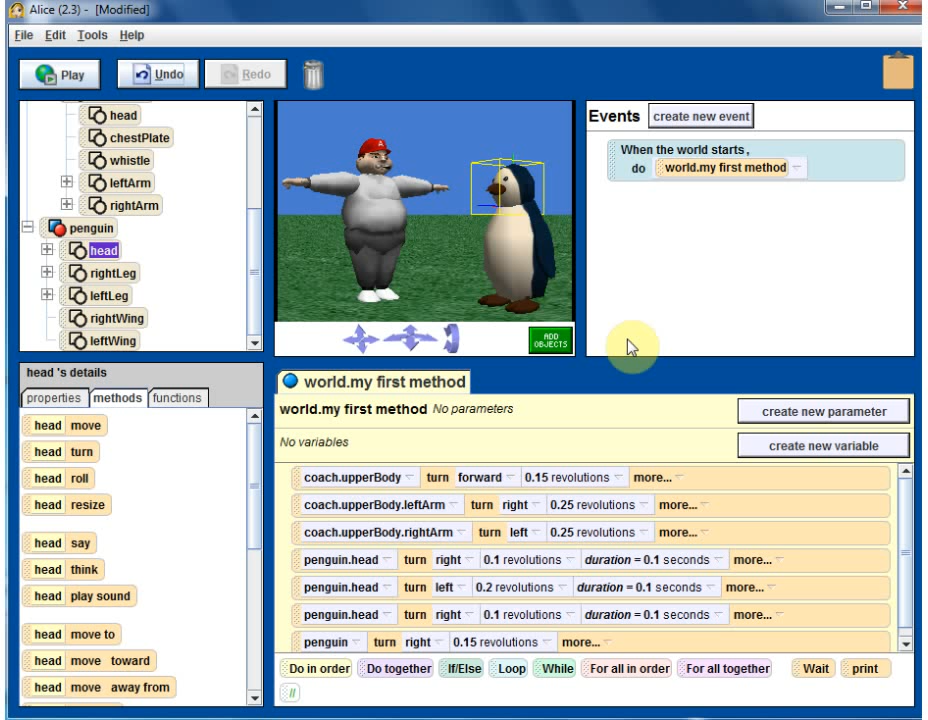 Alice (2.3) - [Modified]
File Edit Tools Help
Play Undo Redo
head
chestPlate
whistle
leftArm
rightArm
penguin
head
rightLeg
leftLeg
rightWing
leftWing
ADD OBJECTS
Events create new event
When the world starts,
do world.my first method
head 's details
properties methods functions
head move
head turn
head roll
head resize
head say
head think
head play sound
head move to
head move toward
head move away from
world.my first method
world.my first method No parameters create new parameter
No variables create new variable
coach.upperBody turn forward 0.15 revolutions more...
coach.upperBody.leftArm turn right 0.25 revolutions more...
coach.upperBody.rightArm turn left 0.25 revolutions more...
penguin.head turn right 0.1 revolutions duration = 0.1 seconds more...
penguin.head turn left 0.2 revolutions duration = 0.1 seconds more...
penguin.head turn right 0.1 revolutions duration = 0.1 seconds more...
penguin turn right 0.15 revolutions more...
Do in order Do together If/Else Loop While For all in order For all together Wait print
//